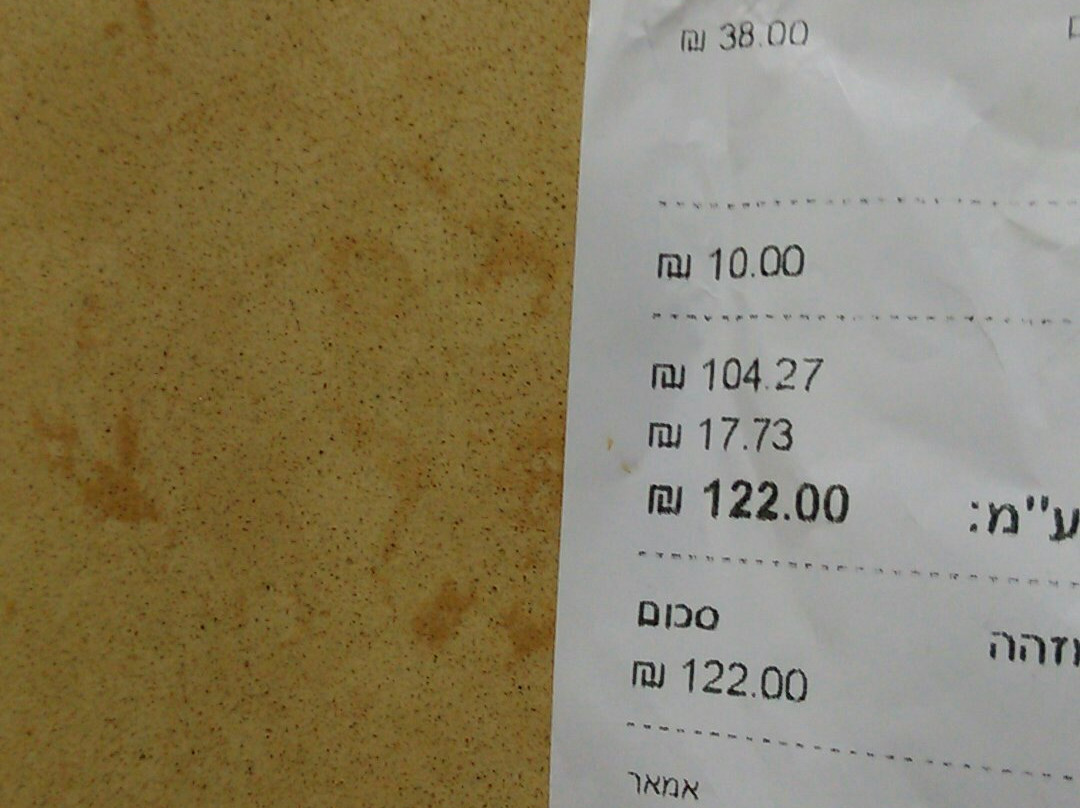 38.00 ₪
10.00 ₪
104.27 ₪
17.73 ₪
ע"מ: 122.00 ₪
סכום
122.00 ₪
אמאר